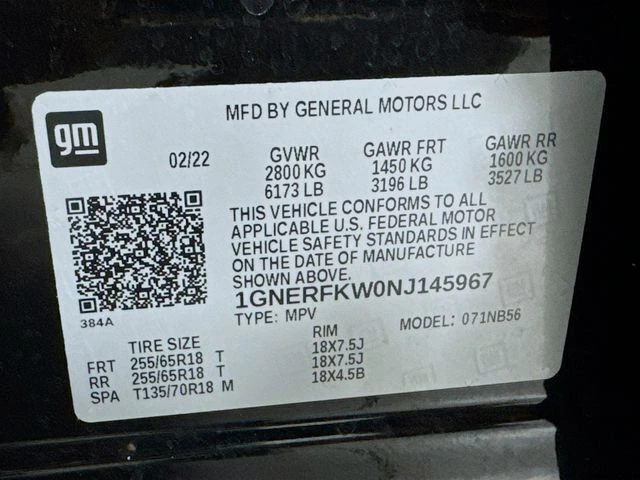 gm
MFD BY GENERAL MOTORS LLC
02/22
GVWR
2800 KG
6173 LB
GAWR FRT
1450 KG
3196 LB
GAWR RR
1600 KG
3527 LB
THIS VEHICLE CONFORMS TO ALL
APPLICABLE U.S. FEDERAL MOTOR
VEHICLE SAFETY STANDARDS IN EFFECT
ON THE DATE OF MANUFACTURE
SHOWN ABOVE.
384A
1GNERFKW0NJ145967
TYPE: MPV
MODEL: 071NB56
TIRE SIZE RIM
FRT 255/65R18 T 18X7.5J
RR 255/65R18 T 18X7.5J
SPA T135/70R18 M 18X4.5B